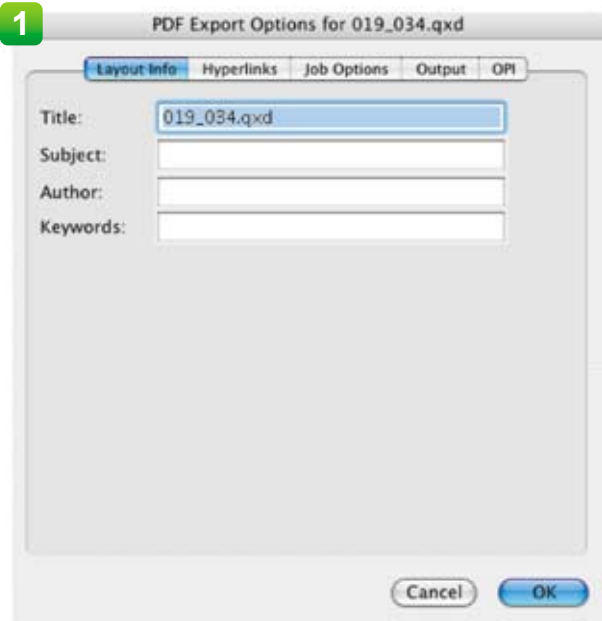 1
PDF Export Options for 019_034.qxd
Layout Info Hyperlinks Job Options Output OPI
Title: 019_034.qxd
Subject:
Author:
Keywords:
Cancel OK